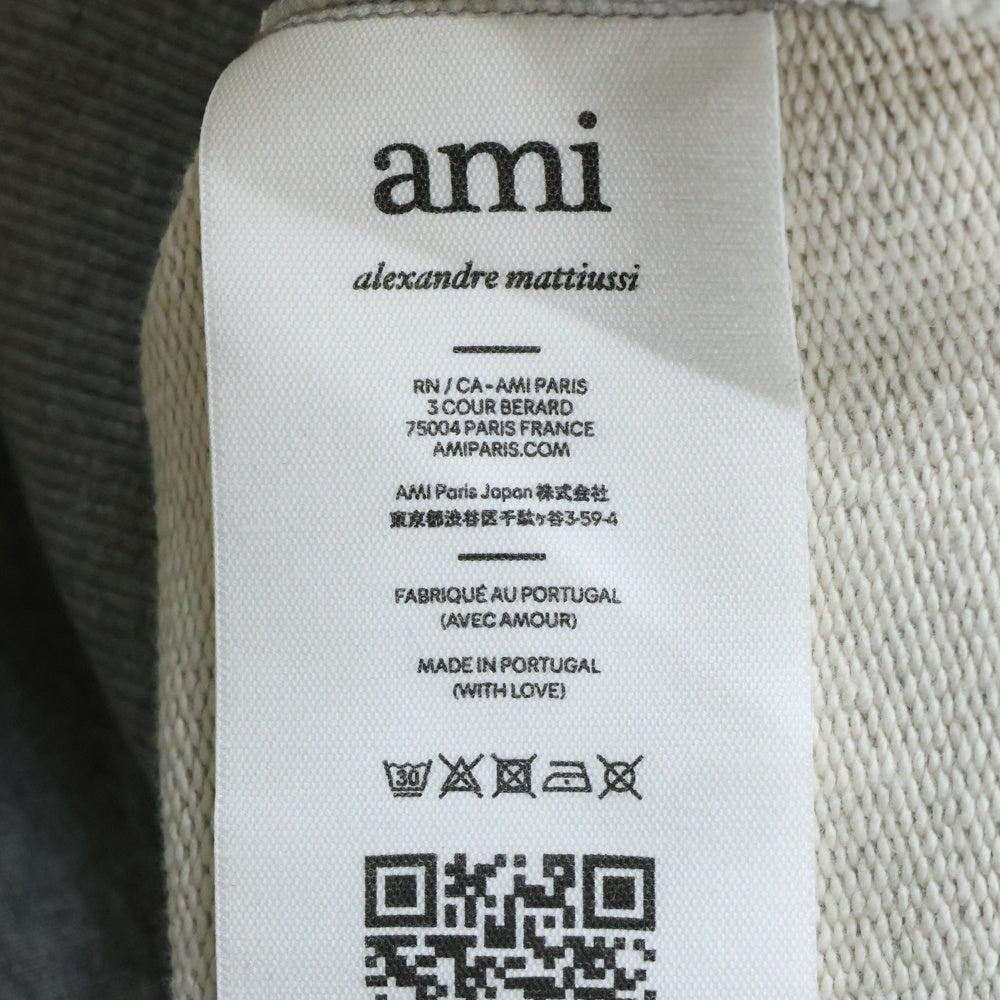 ami
alexandre mattiussi
RN / CA - AMI PARIS
3 COUR BERARD
75004 PARIS FRANCE
AMIPARIS.COM
AMI Paris Japan 株式会社
東京都渋谷区千駄ヶ谷3-59-4
FABRIQUÉ AU PORTUGAL
(AVEC AMOUR)
MADE IN PORTUGAL
(WITH LOVE)
30